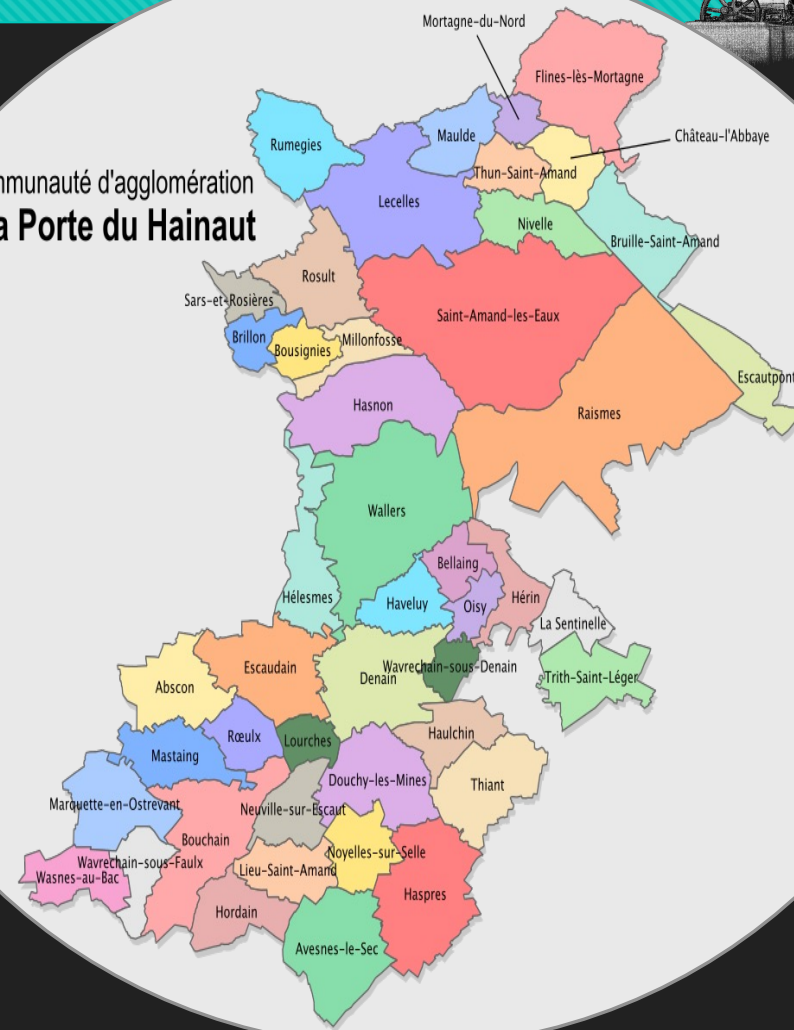 Mortagne-du-Nord
Flines-lès-Mortagne
Rumegies
Maulde
Château-l'Abbaye
Thun-Saint-Amand
mmunauté d'agglomération
a Porte du Hainaut
Lecelles
Nivelle
Bruille-Saint-Amand
Rosult
Sars-et-Rosières
Saint-Amand-les-Eaux
Brillon
Bousignies
Millonfosse
Escautpont
Hasnon
Raismes
Wallers
Bellaing
Hélesmes
Haveluy
Oisy
Hérin
La Sentinelle
Escaudain
Wavrechain-sous-Denain
Denain
Trith-Saint-Léger
Abscon
Rœulx
Lourches
Haulchin
Mastaing
Douchy-les-Mines
Thiant
Marquette-en-Ostrevant
Neuville-sur-Escaut
Bouchain
Noyelles-sur-Selle
Wavrechain-sous-Faulx
Wasnes-au-Bac
Lieu-Saint-Amand
Haspres
Hordain
Avesnes-le-Sec